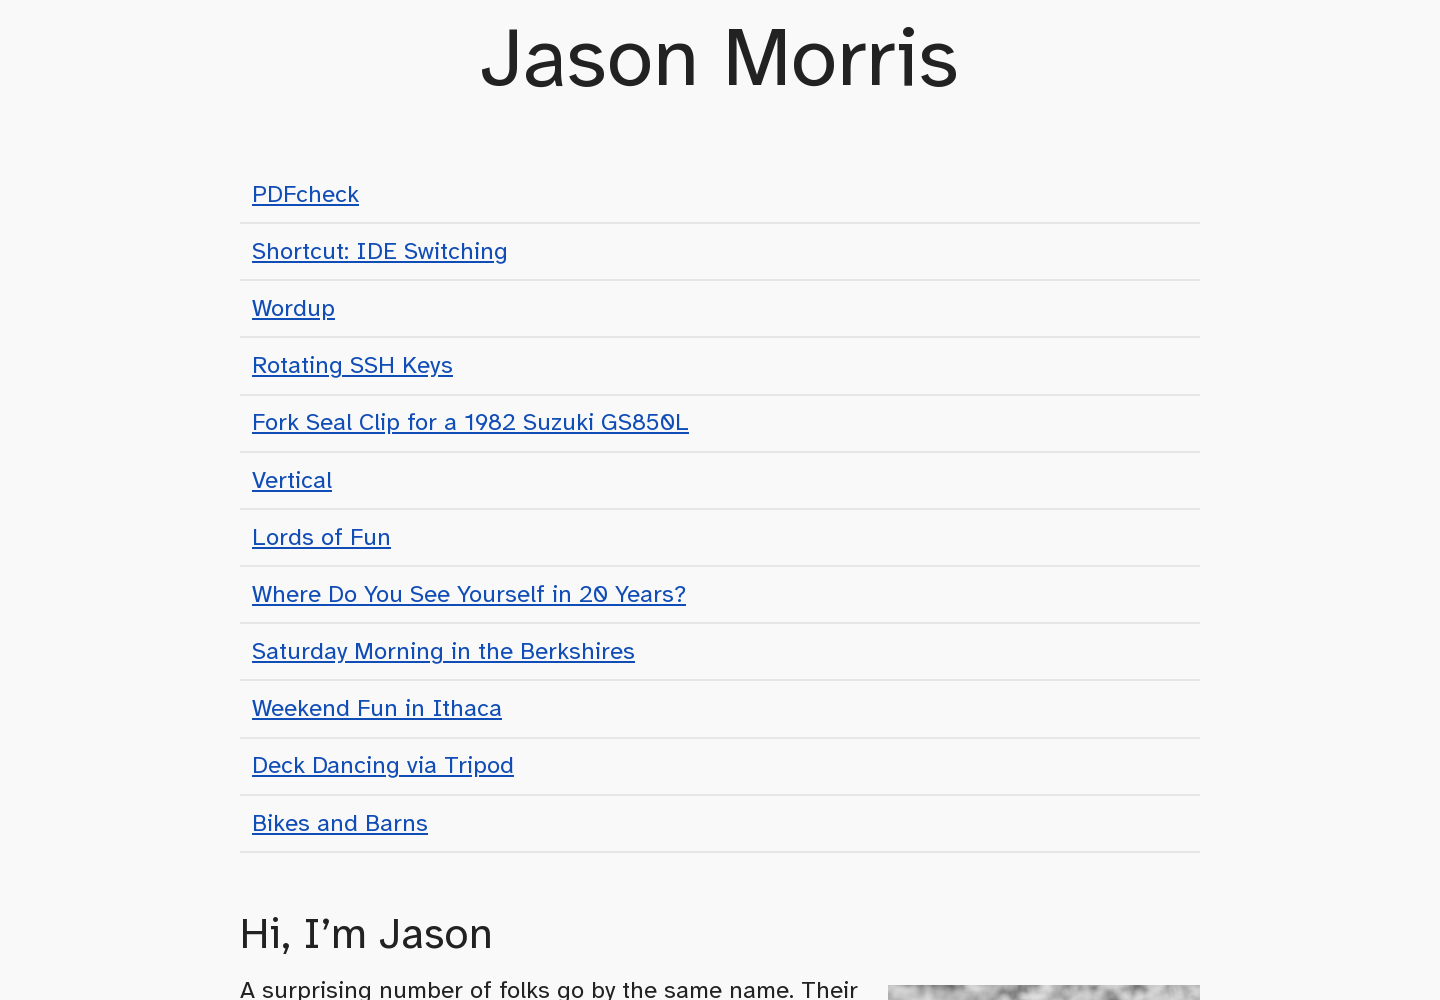 Jason Morris
PDFcheck
Shortcut: IDE Switching
Wordup
Rotating SSH Keys
Fork Seal Clip for a 1982 Suzuki GS850L
Vertical
Lords of Fun
Where Do You See Yourself in 20 Years?
Saturday Morning in the Berkshires
Weekend Fun in Ithaca
Deck Dancing via Tripod
Bikes and Barns
Hi, I’m Jason
A surprising number of folks go by the same name. Their